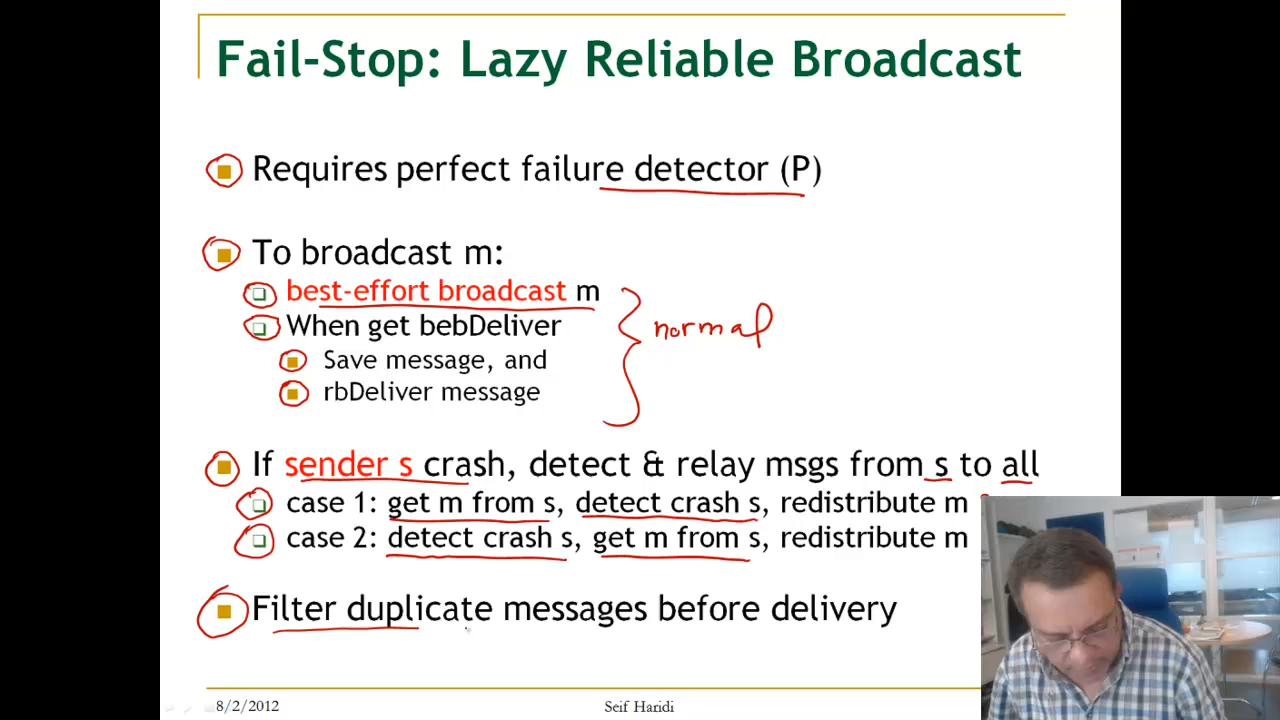 Fail-Stop: Lazy Reliable Broadcast
Requires perfect failure detector (P)
To broadcast m:
best-effort broadcast m
When get bebDeliver
normal
Save message, and
rbDeliver message
If sender s crash, detect & relay msgs from s to all
case 1: get m from s, detect crash s, redistribute m
case 2: detect crash s, get m from s, redistribute m
Filter duplicate messages before delivery
8/2/2012
Seif Haridi